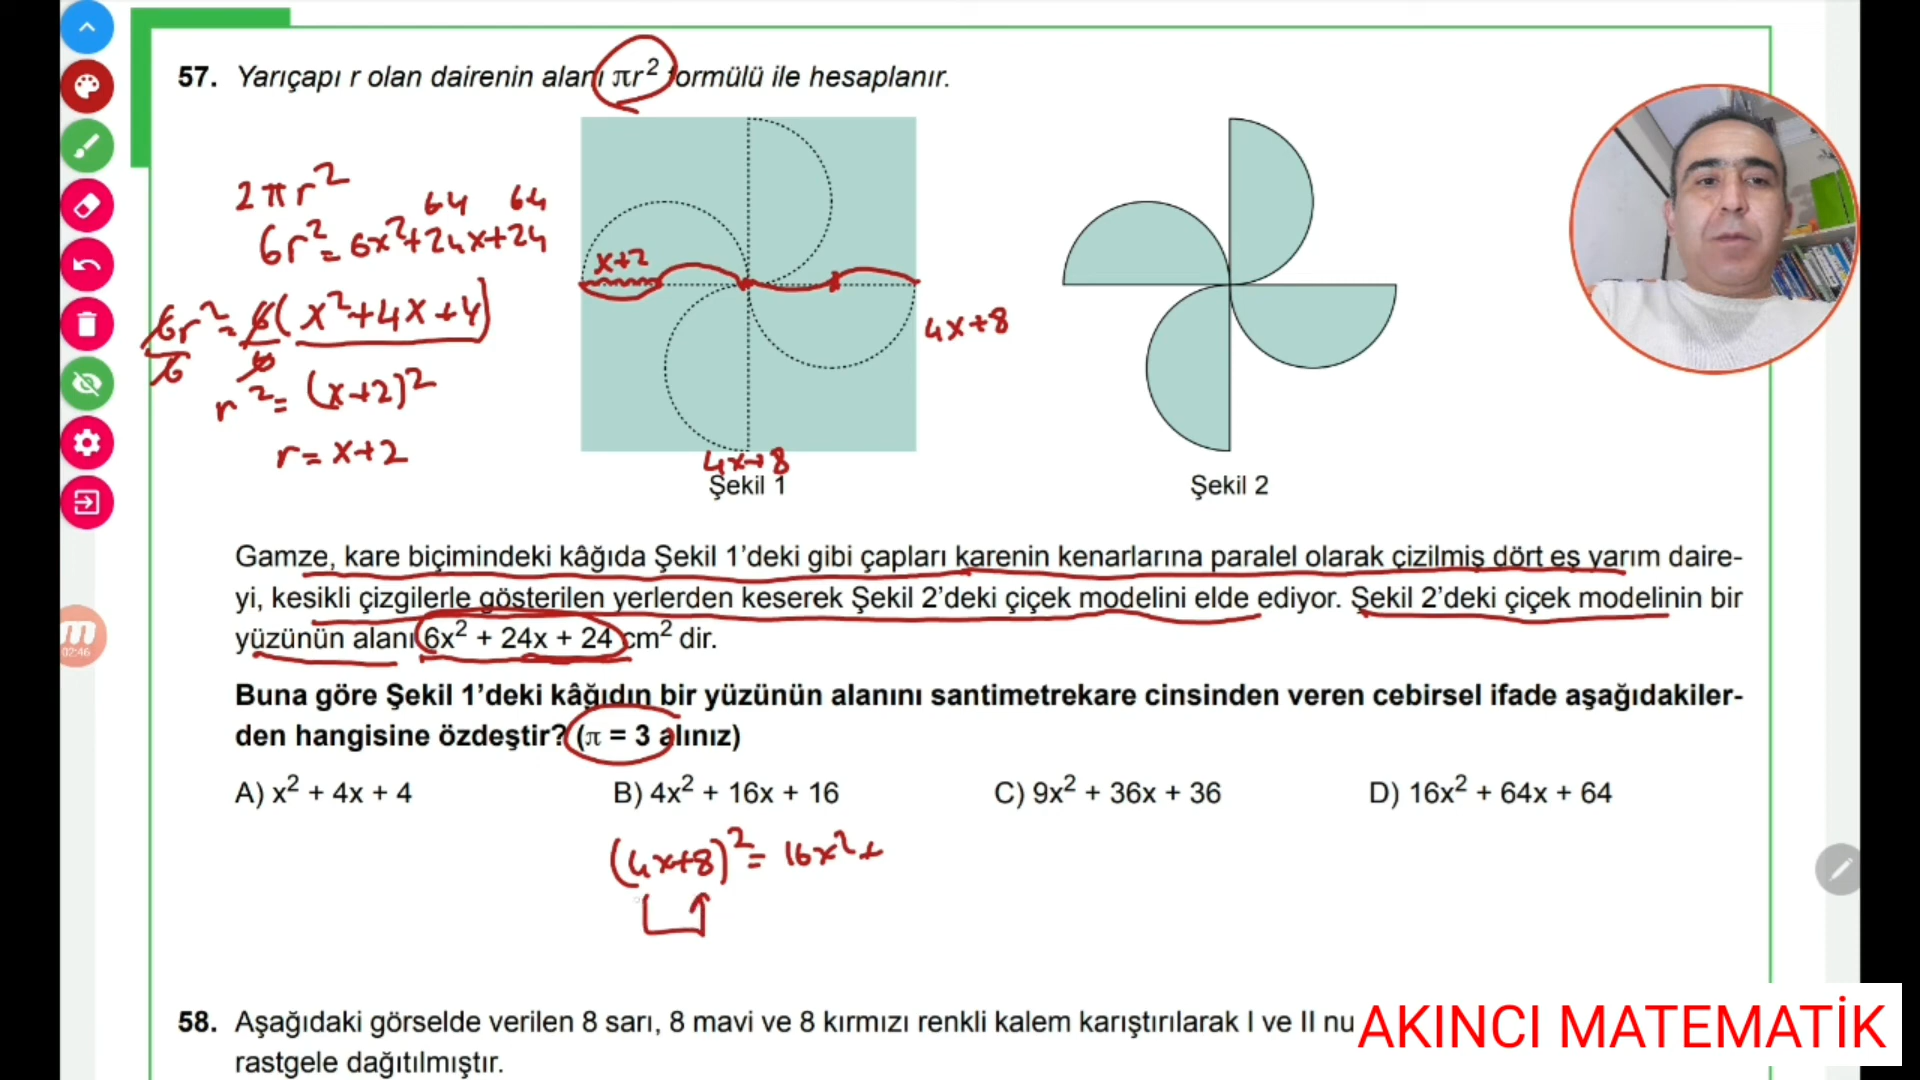 57. Yarıçapı r olan dairenin alanı πr² formülü ile hesaplanır.
2πr²
64 64
6r² = 6x²+24x+24
6r² = 6(x²+4x+4)
6 6
r² = (x+2)²
r = x+2
x+2
4x+8
4x+8
Şekil 1
Şekil 2
Gamze, kare biçimindeki kâğıda Şekil 1’deki gibi çapları karenin kenarlarına paralel olarak çizilmiş dört eş yarım daire-
yi, kesikli çizgilerle gösterilen yerlerden keserek Şekil 2’deki çiçek modelini elde ediyor. Şekil 2’deki çiçek modelinin bir
yüzünün alanı 6x² + 24x + 24 cm² dir.
Buna göre Şekil 1’deki kâğıdın bir yüzünün alanını santimetrekare cinsinden veren cebirsel ifade aşağıdakiler-
den hangisine özdeştir? (π = 3 alınız)
A) x² + 4x + 4 B) 4x² + 16x + 16 C) 9x² + 36x + 36 D) 16x² + 64x + 64
(4x+8)² = 16x²+
02:46
58. Aşağıdaki görselde verilen 8 sarı, 8 mavi ve 8 kırmızı renkli kalem karıştırılarak I ve II nu
rastgele dağıtılmıştır.
AKINCI MATEMATİK